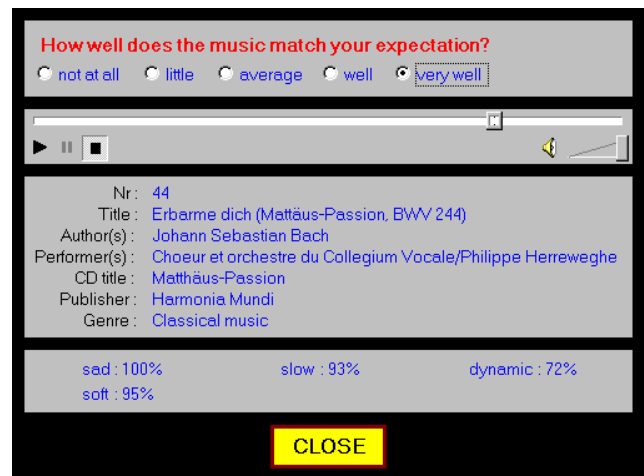 How well does the music match your expectation?
not at all little average well very well
Nr : 44
Title : Erbarme dich (Mattäus-Passion, BWV 244)
Author(s) : Johann Sebastian Bach
Performer(s) : Choeur et orchestre du Collegium Vocale/Philippe Herreweghe
CD title : Matthäus-Passion
Publisher : Harmonia Mundi
Genre : Classical music
sad : 100% slow : 93% dynamic : 72%
soft : 95%
CLOSE